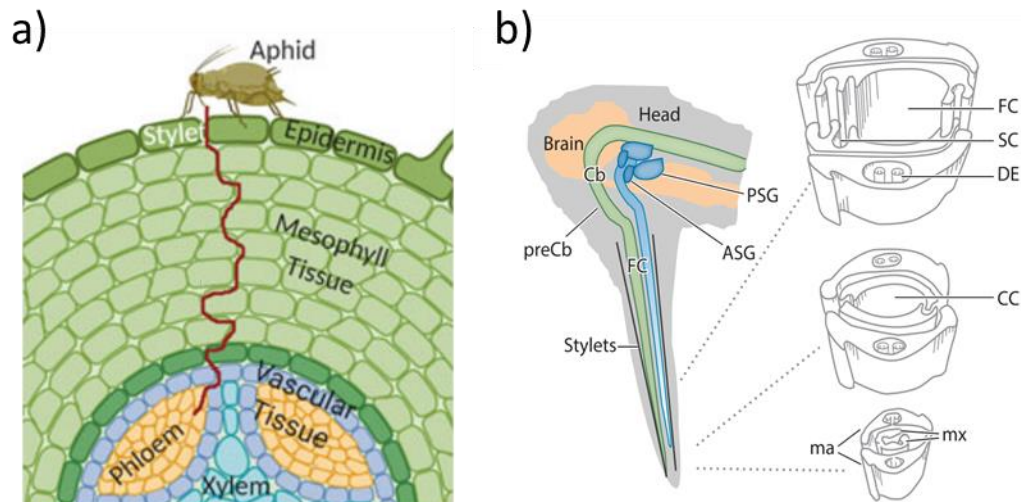 a)
Aphid
Stylet
Epidermis
Mesophyll
Tissue
Vascular
Tissue
Phloem
Xylem
b)
Head
Brain
Cb
PSG
preCb
ASG
FC
Stylets
FC
SC
DE
CC
ma
mx